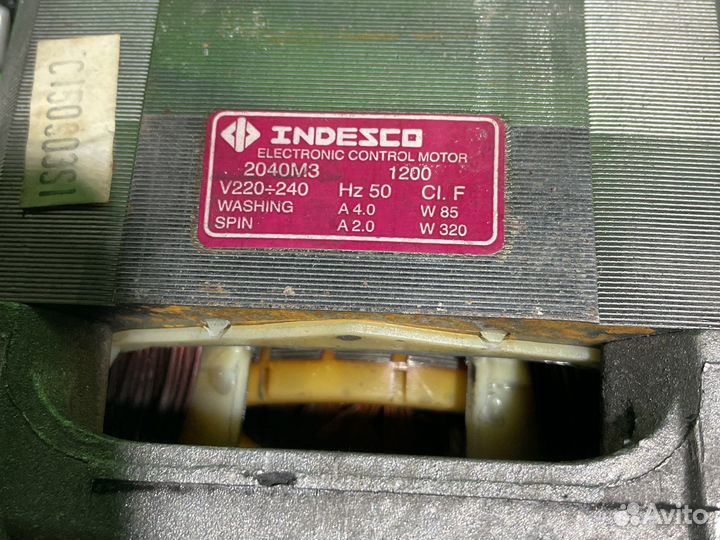 C15090351
INDESCO
ELECTRONIC CONTROL MOTOR
2040M3 1200
V220÷240 Hz 50 Cl. F
WASHING A 4.0 W 85
SPIN A 2.0 W 320
Avito